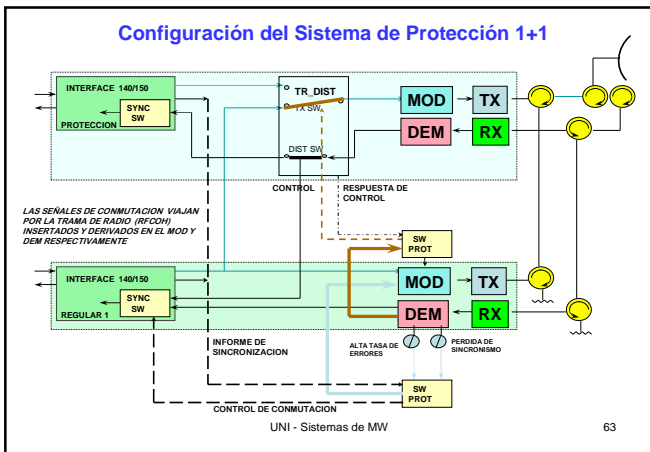 Configuración del Sistema de Protección 1+1
INTERFACE 140/150
SYNC
SW
PROTECCION
TR_DIST
TX SW
DIST SW
MOD
TX
DEM
RX
CONTROL
RESPUESTA DE
CONTROL
LAS SEÑALES DE CONMUTACION VIAJAN
POR LA TRAMA DE RADIO (RFCOH)
INSERTADOS Y DERIVADOS EN EL MOD Y
DEM RESPECTIVAMENTE
SW
PROT
INTERFACE 140/150
SYNC
SW
REGULAR 1
MOD
TX
DEM
RX
INFORME DE
SINCRONIZACION
ALTA TASA DE
ERRORES
PERDIDA DE
SINCRONISMO
SW
PROT
CONTROL DE CONMUTACION
UNI - Sistemas de MW
63